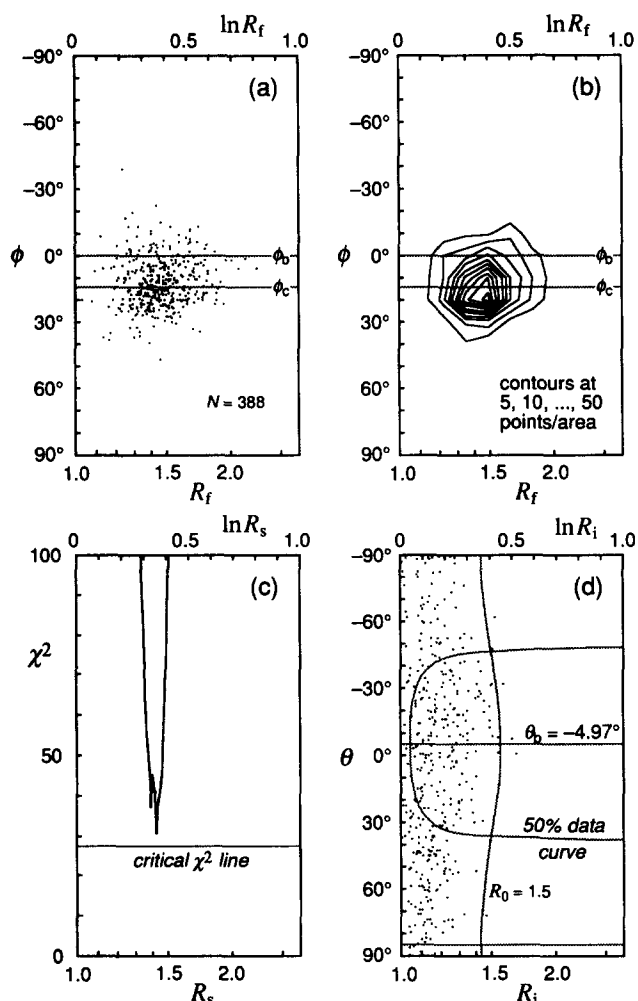 ln R_f
ln R_f
0 0.5 1.0
0 0.5 1.0
−90°
−60°
−30°
ϕ 0°
30°
60°
90°
(a)
ϕ_b
ϕ_c
N = 388
1.0 1.5 2.0
R_f
−90°
−60°
−30°
ϕ 0°
30°
60°
90°
(b)
ϕ_b
ϕ_c
contours at
5, 10, ..., 50
points/area
1.0 1.5 2.0
R_f
ln R_s
0 0.5 1.0
100
χ²
50
0
(c)
critical χ² line
1.0 1.5 2.0
R_s
ln R_i
0 0.5 1.0
−90°
−60°
−30°
θ 0°
30°
60°
90°
(d)
θ_b = −4.97°
50% data
curve
R_0 = 1.5
1.0 1.5 2.0
R_i